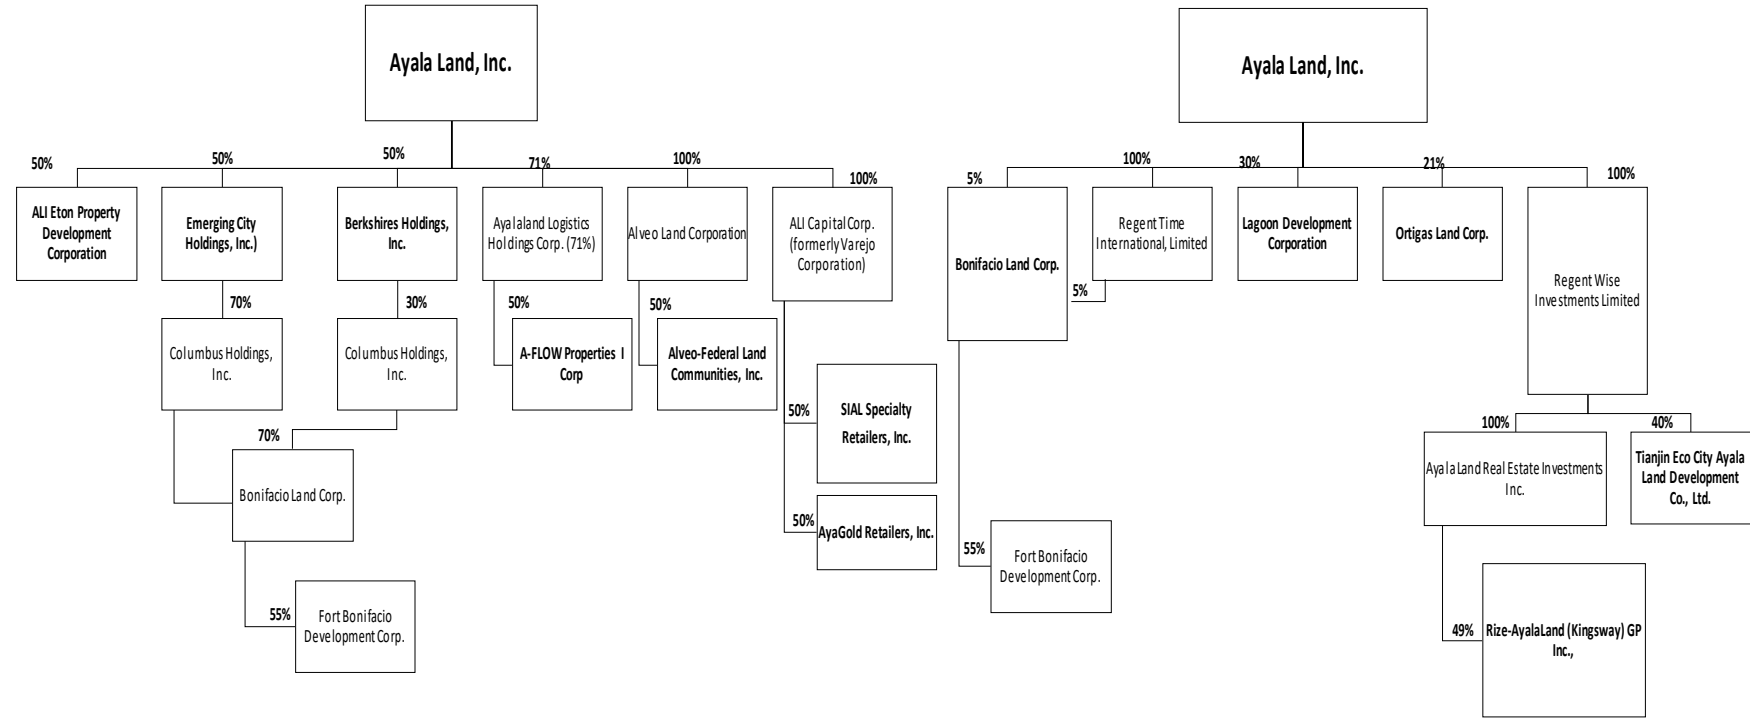 Ayala Land, Inc.
50%
50%
50%
71%
100%
100%
ALI Eton Property
Development
Corporation
Emerging City
Holdings, Inc.)
Berkshires Holdings,
Inc.
Ayalaland Logistics
Holdings Corp. (71%)
Alveo Land Corporation
ALI Capital Corp.
(formerly Varejo
Corporation)
70%
30%
50%
50%
Columbus Holdings,
Inc.
Columbus Holdings,
Inc.
A-FLOW Properties I
Corp
Alveo-Federal Land
Communities, Inc.
50%
SIAL Specialty
Retailers, Inc.
70%
Bonifacio Land Corp.
50%
AyaGold Retailers, Inc.
55%
Fort Bonifacio
Development Corp.
Ayala Land, Inc.
5%
100%
30%
21%
100%
Bonifacio Land Corp.
Regent Time
International, Limited
Lagoon Development
Corporation
Ortigas Land Corp.
Regent Wise
Investments Limited
5%
100%
40%
Ayala Land Real Estate Investments
Inc.
Tianjin Eco City Ayala
Land Development
Co., Ltd.
55%
Fort Bonifacio
Development Corp.
49%
Rize-AyalaLand (Kingsway) GP
Inc.,